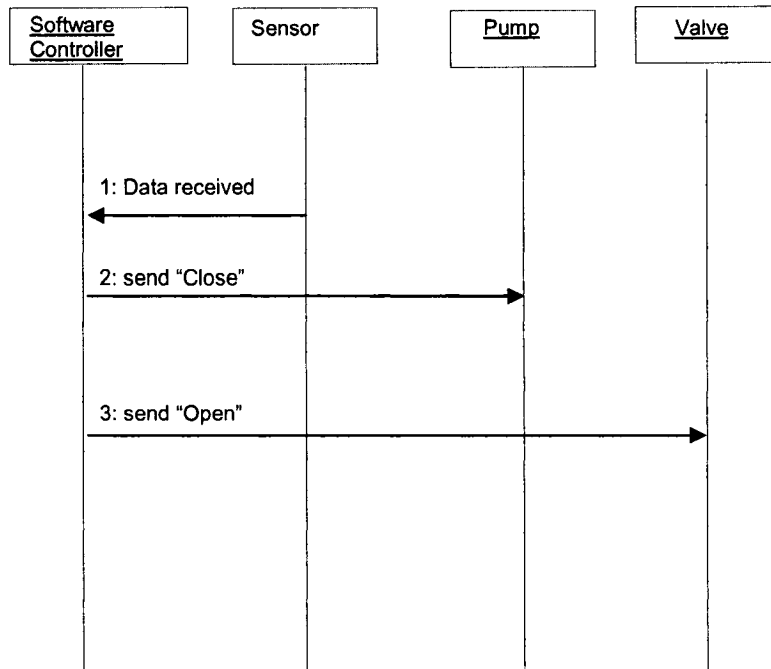 Software
Controller
Sensor
Pump
Valve
1: Data received
2: send “Close”
3: send “Open”